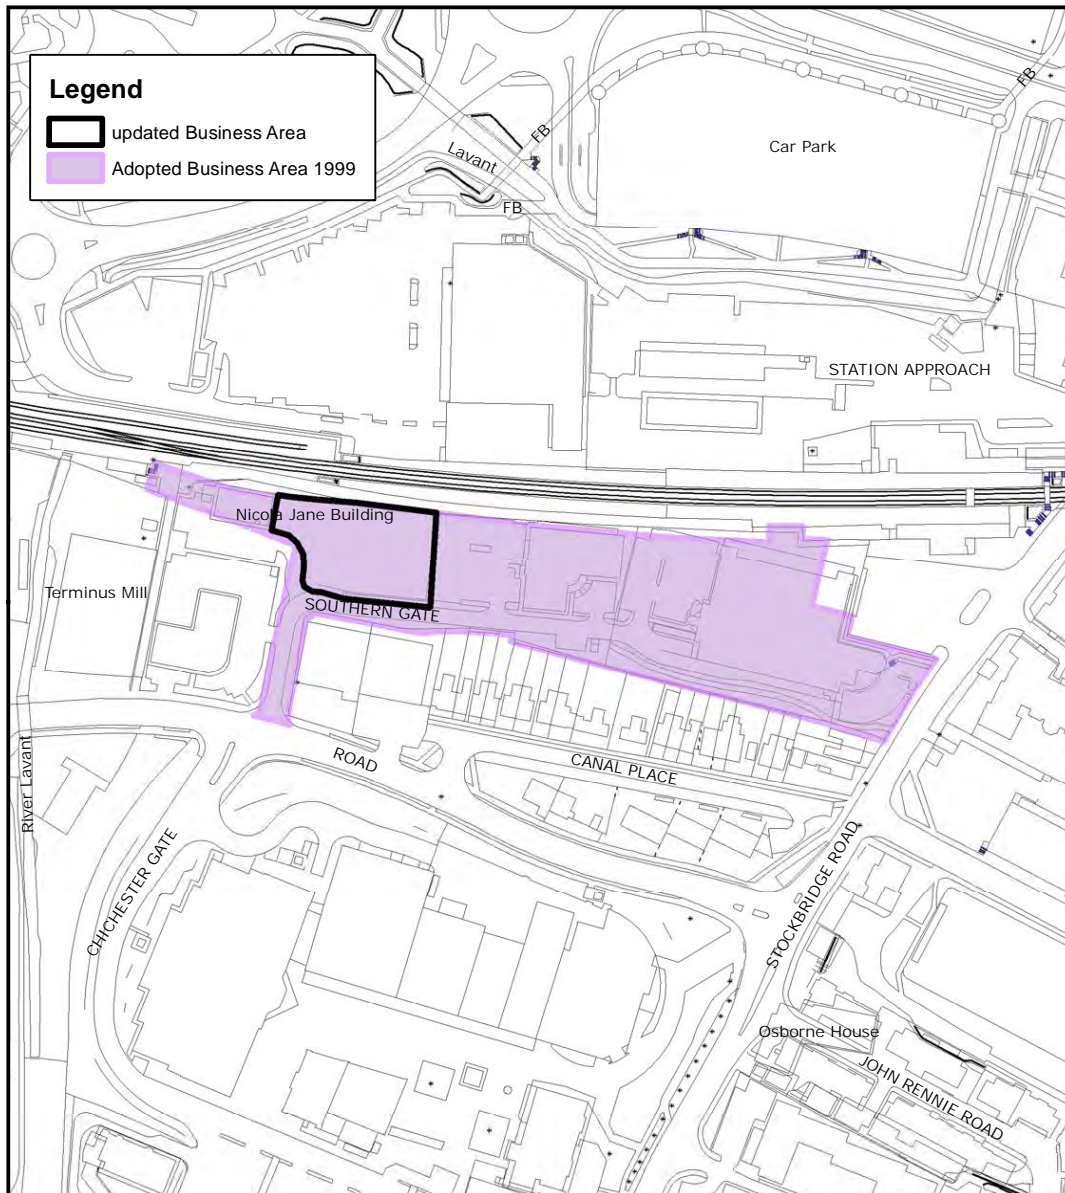 Legend
updated Business Area
Adopted Business Area 1999
FB
FB
Lavant
FB
Car Park
STATION APPROACH
Nicola Jane Building
Terminus Mill
SOUTHERN GATE
ROAD
CANAL PLACE
River Lavant
CHICHESTER GATE
STOCKBRIDGE ROAD
Osborne House
JOHN RENNIE ROAD